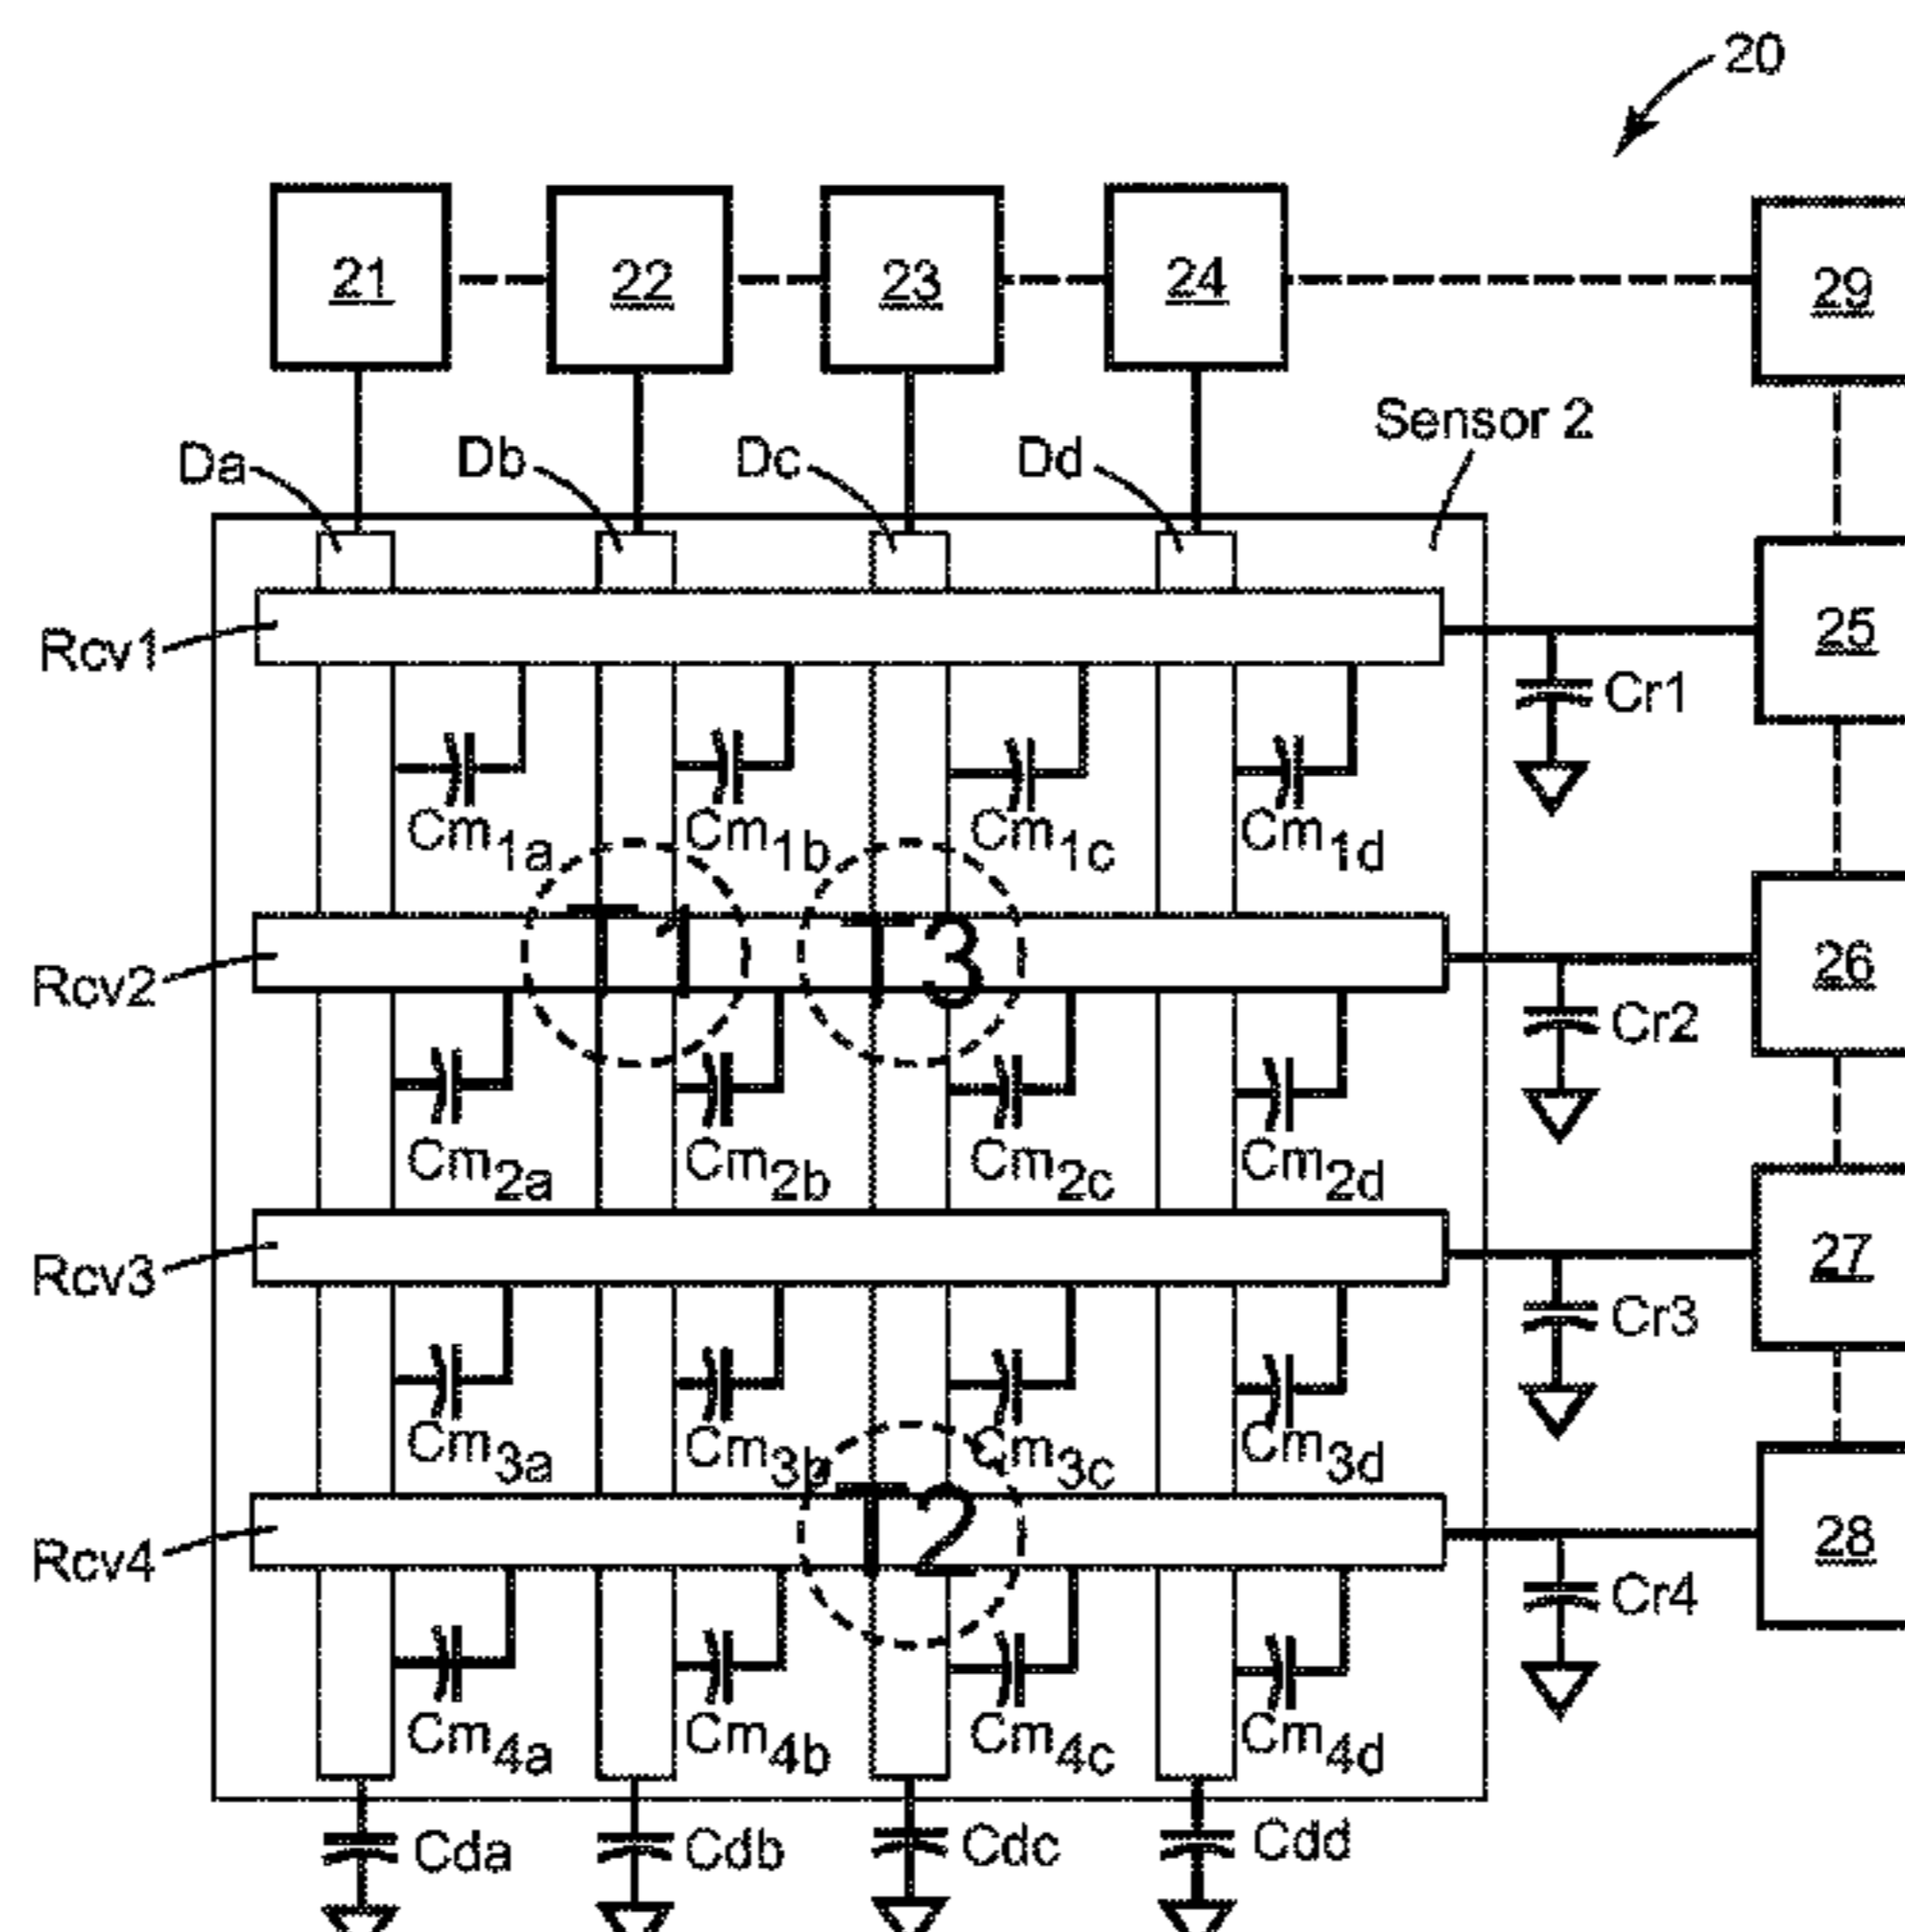 20
21 22 23 24 29
Da Db Dc Dd Sensor 2
Rcv1 25
Cr1
Cm1a Cm1b Cm1c Cm1d
T1 T3
Rcv2 26
Cr2
Cm2a Cm2b Cm2c Cm2d
Rcv3 27
Cr3
Cm3a Cm3b Cm3c Cm3d
T2
Rcv4 28
Cr4
Cm4a Cm4b Cm4c Cm4d
Cda Cdb Cdc Cdd